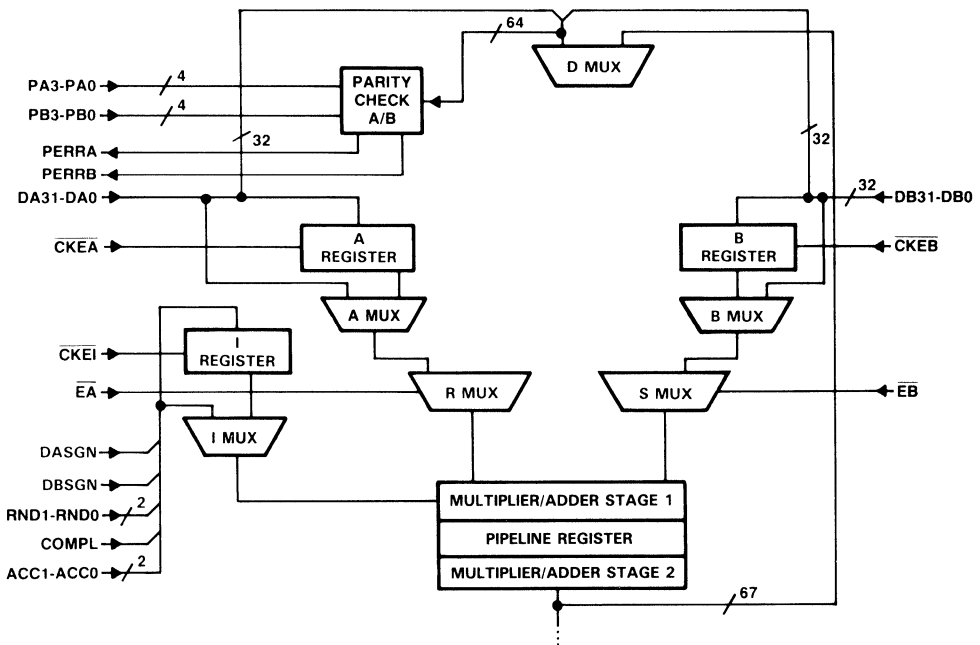 64
D MUX
PA3-PA0
4
PARITY
CHECK
A/B
PB3-PB0
4
32
32
PERRA
PERRB
DA31-DA0
32
DB31-DB0
CKEA
A
REGISTER
B
REGISTER
CKEB
A MUX
B MUX
CKEI
I
REGISTER
EA
R MUX
S MUX
EB
I MUX
DASGN
DBSGN
RND1-RND0
2
COMPL
ACC1-ACC0
2
MULTIPLIER/ADDER STAGE 1
PIPELINE REGISTER
MULTIPLIER/ADDER STAGE 2
67